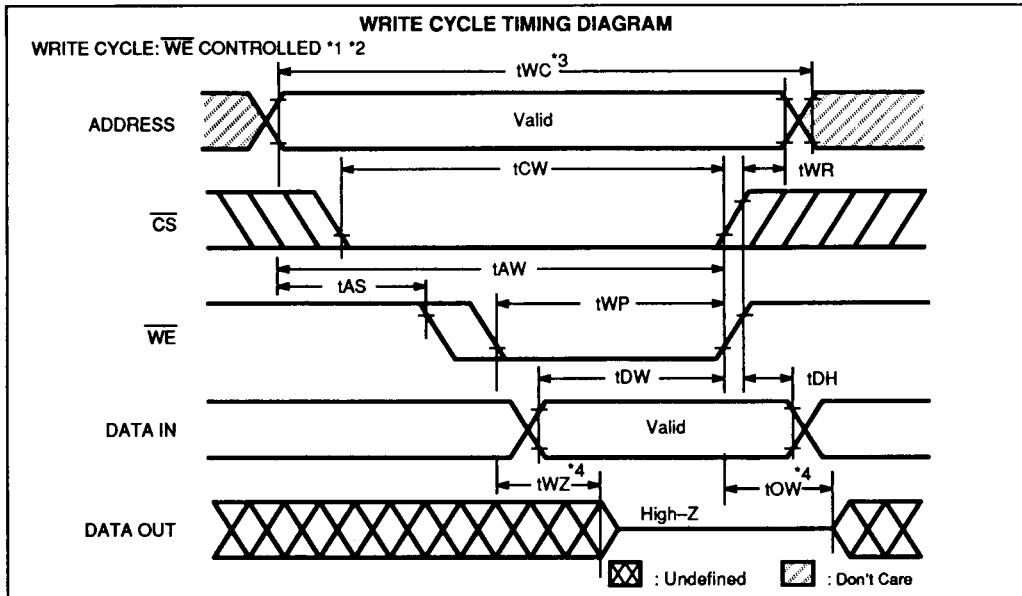 WRITE CYCLE TIMING DIAGRAM
WRITE CYCLE: WE CONTROLLED *1 *2
tWC*3
ADDRESS
Valid
tCW
tWR
CS
tAW
tAS
tWP
WE
tDW
tDH
DATA IN
Valid
tWZ*4
tOW*4
DATA OUT
High–Z
: Undefined
: Don't Care